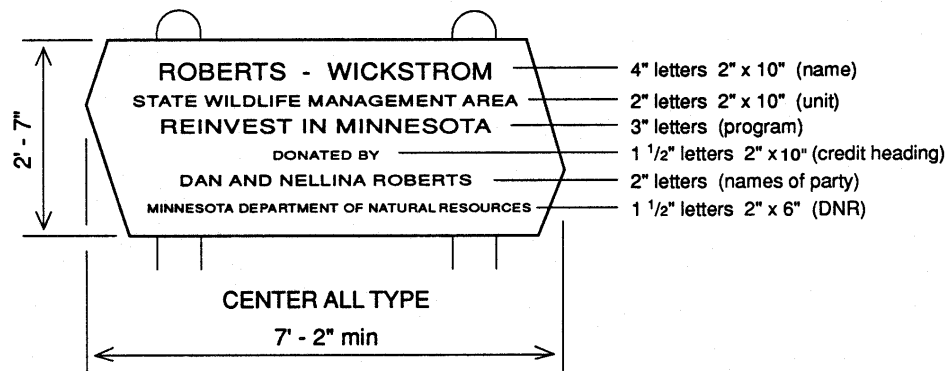 ROBERTS - WICKSTROM
STATE WILDLIFE MANAGEMENT AREA
REINVEST IN MINNESOTA
DONATED BY
DAN AND NELLINA ROBERTS
MINNESOTA DEPARTMENT OF NATURAL RESOURCES
4" letters 2" x 10" (name)
2" letters 2" x 10" (unit)
3" letters (program)
1 1/2" letters 2" x 10" (credit heading)
2" letters (names of party)
1 1/2" letters 2" x 6" (DNR)
2' - 7"
CENTER ALL TYPE
7' - 2" min